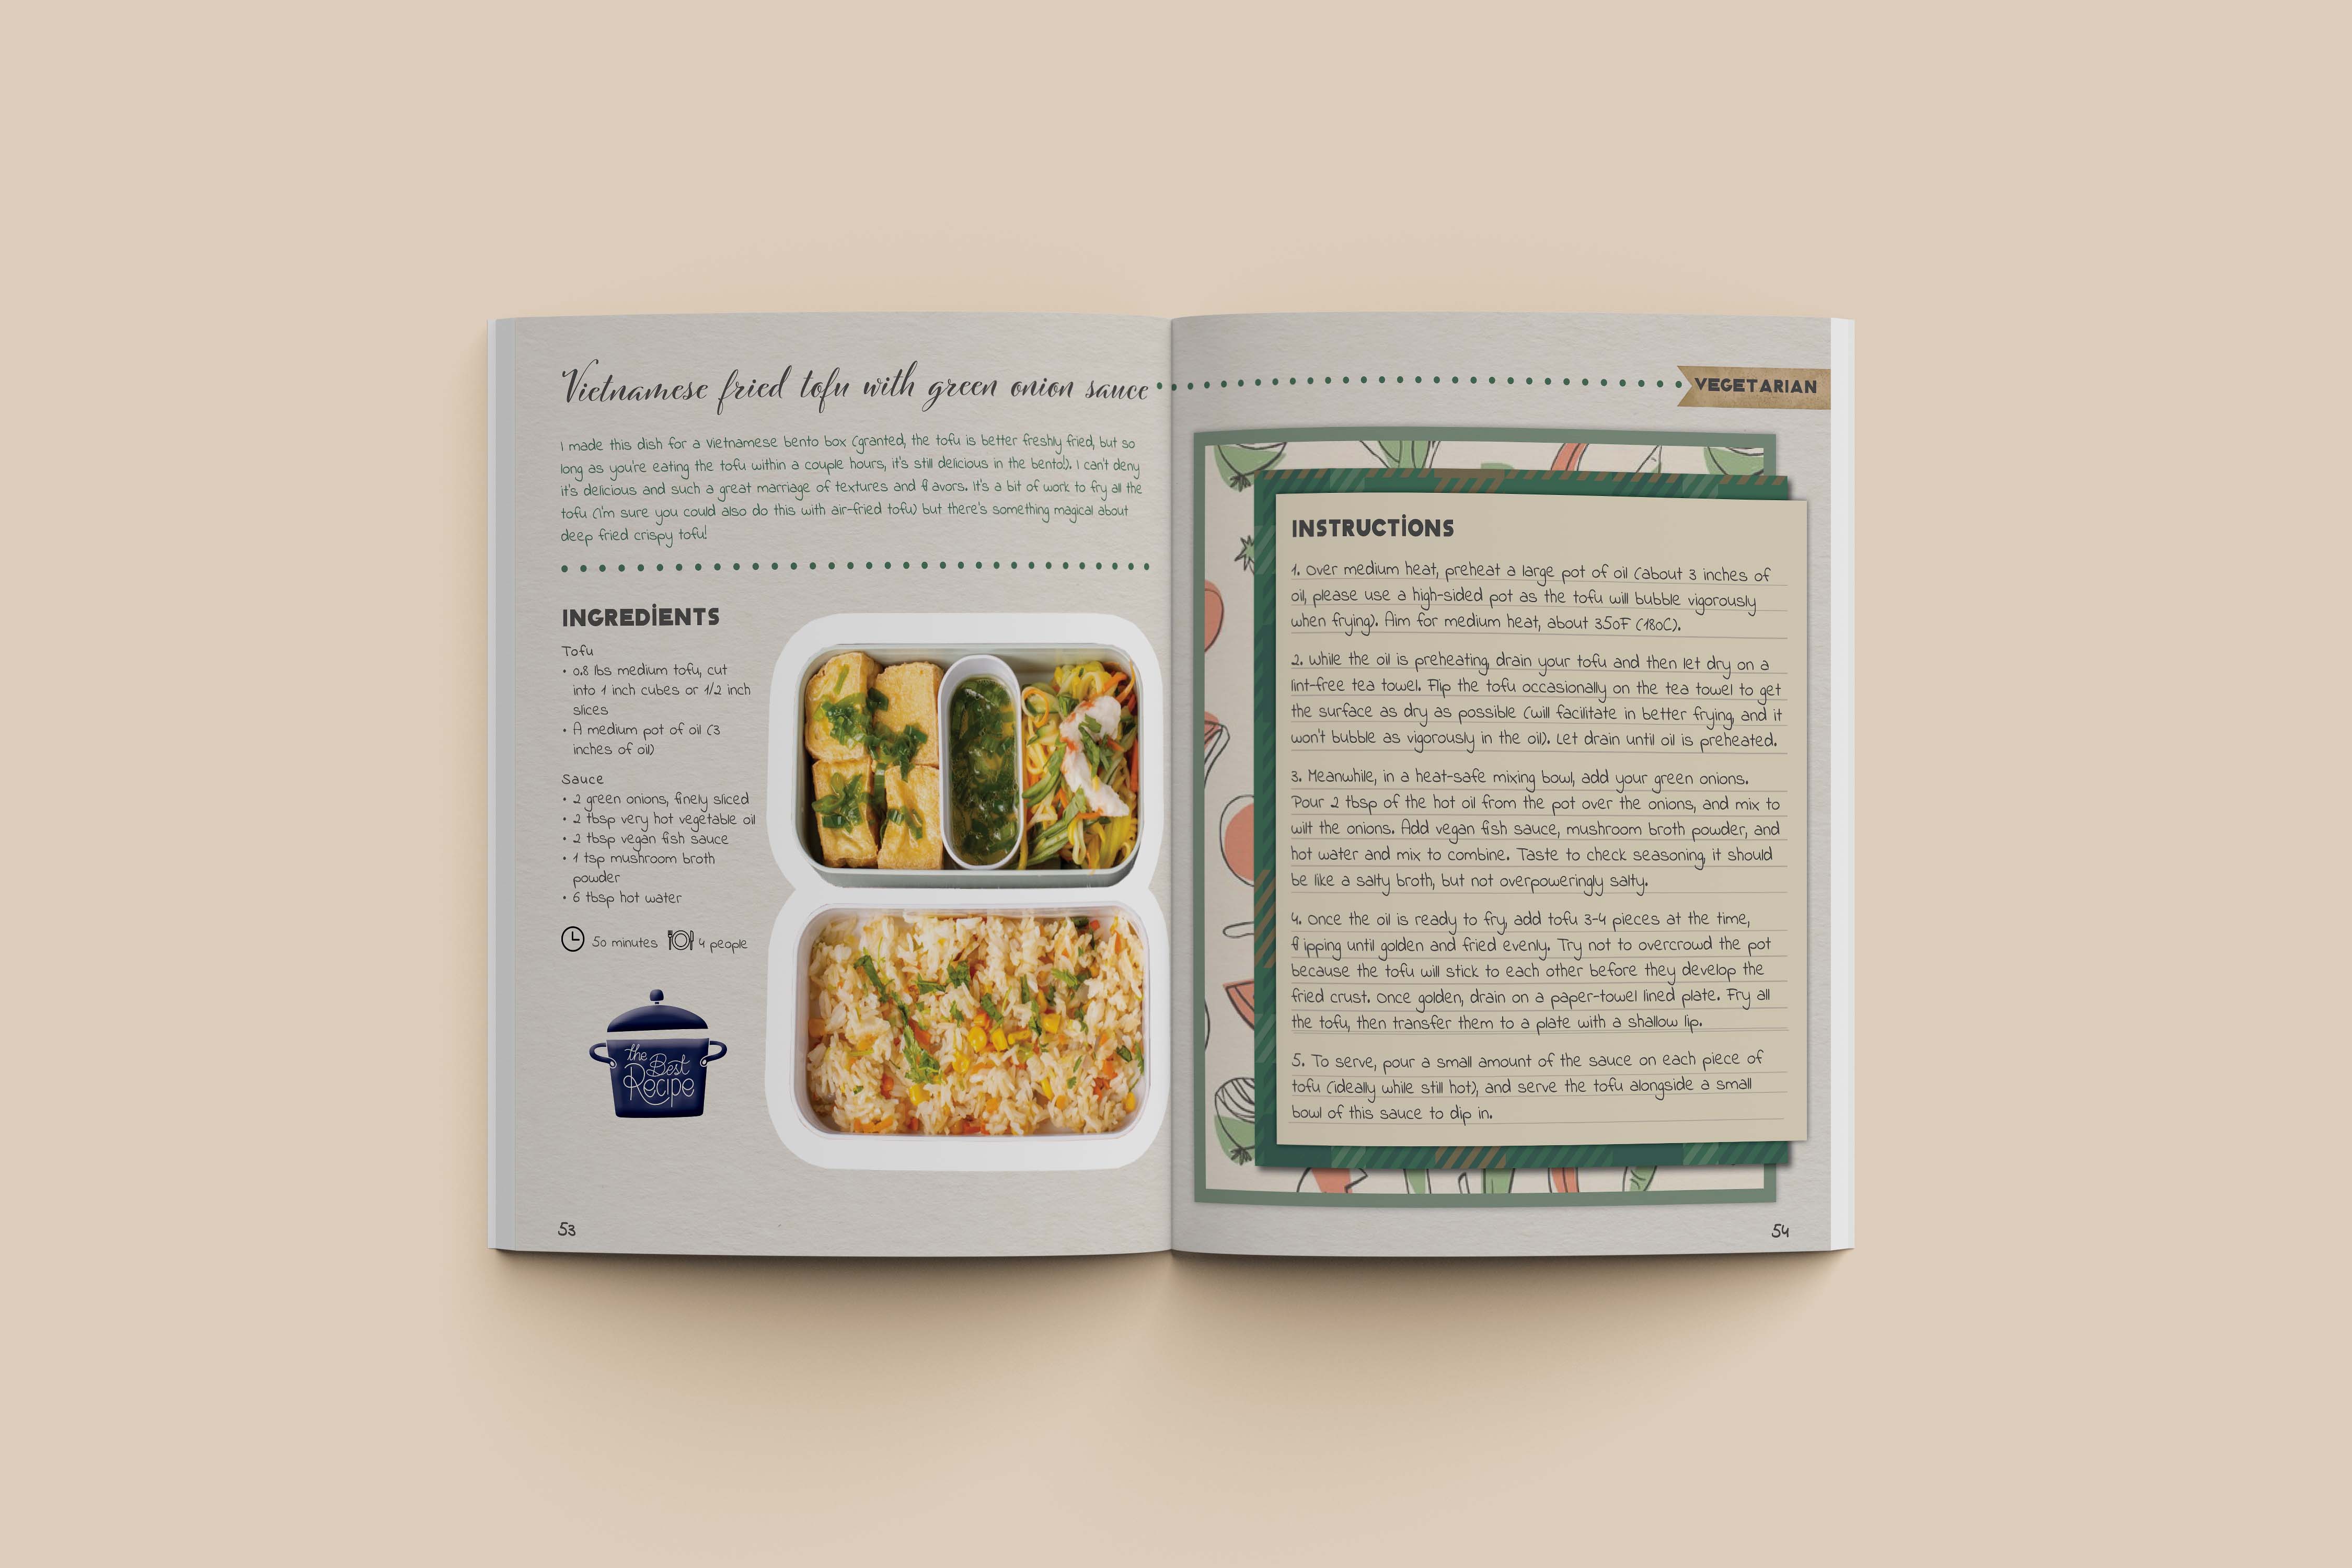 Vietnamese fried tofu with green onion sauce
VEGETARIAN
I made this dish for a Vietnamese bento box (granted, the tofu is better freshly fried, but so
long as you're eating the tofu within a couple hours, it's still delicious in the bento!). I can't deny
it's delicious and such a great marriage of textures and flavors. It's a bit of work to fry all the
tofu (I'm sure you could also do this with air-fried tofu) but there's something magical about
deep fried crispy tofu!
INGREDIENTS
Tofu
• 0.8 lbs medium tofu, cut
into 1 inch cubes or 1/2 inch
slices
• A medium pot of oil (3
inches of oil)
Sauce
• 2 green onions, finely sliced
• 2 tbsp very hot vegetable oil
• 2 tbsp vegan fish sauce
• 1 tsp mushroom broth
powder
• 6 tbsp hot water
50 minutes 4 people
the
Best
Recipe
53
INSTRUCTIONS
1. Over medium heat, preheat a large pot of oil (about 3 inches of
oil, please use a high-sided pot as the tofu will bubble vigorously
when frying). Aim for medium heat, about 350F (180C).
2. While the oil is preheating, drain your tofu and then let dry on a
lint-free tea towel. Flip the tofu occasionally on the tea towel to get
the surface as dry as possible (will facilitate in better frying, and it
won't bubble as vigorously in the oil). Let drain until oil is preheated.
3. Meanwhile, in a heat-safe mixing bowl, add your green onions.
Pour 2 tbsp of the hot oil from the pot over the onions, and mix to
wilt the onions. Add vegan fish sauce, mushroom broth powder, and
hot water and mix to combine. Taste to check seasoning, it should
be like a salty broth, but not overpoweringly salty.
4. Once the oil is ready to fry, add tofu 3-4 pieces at the time,
flipping until golden and fried evenly. Try not to overcrowd the pot
because the tofu will stick to each other before they develop the
fried crust. Once golden, drain on a paper-towel lined plate. Fry all
the tofu, then transfer them to a plate with a shallow lip.
5. To serve, pour a small amount of the sauce on each piece of
tofu (ideally while still hot), and serve the tofu alongside a small
bowl of this sauce to dip in.
54